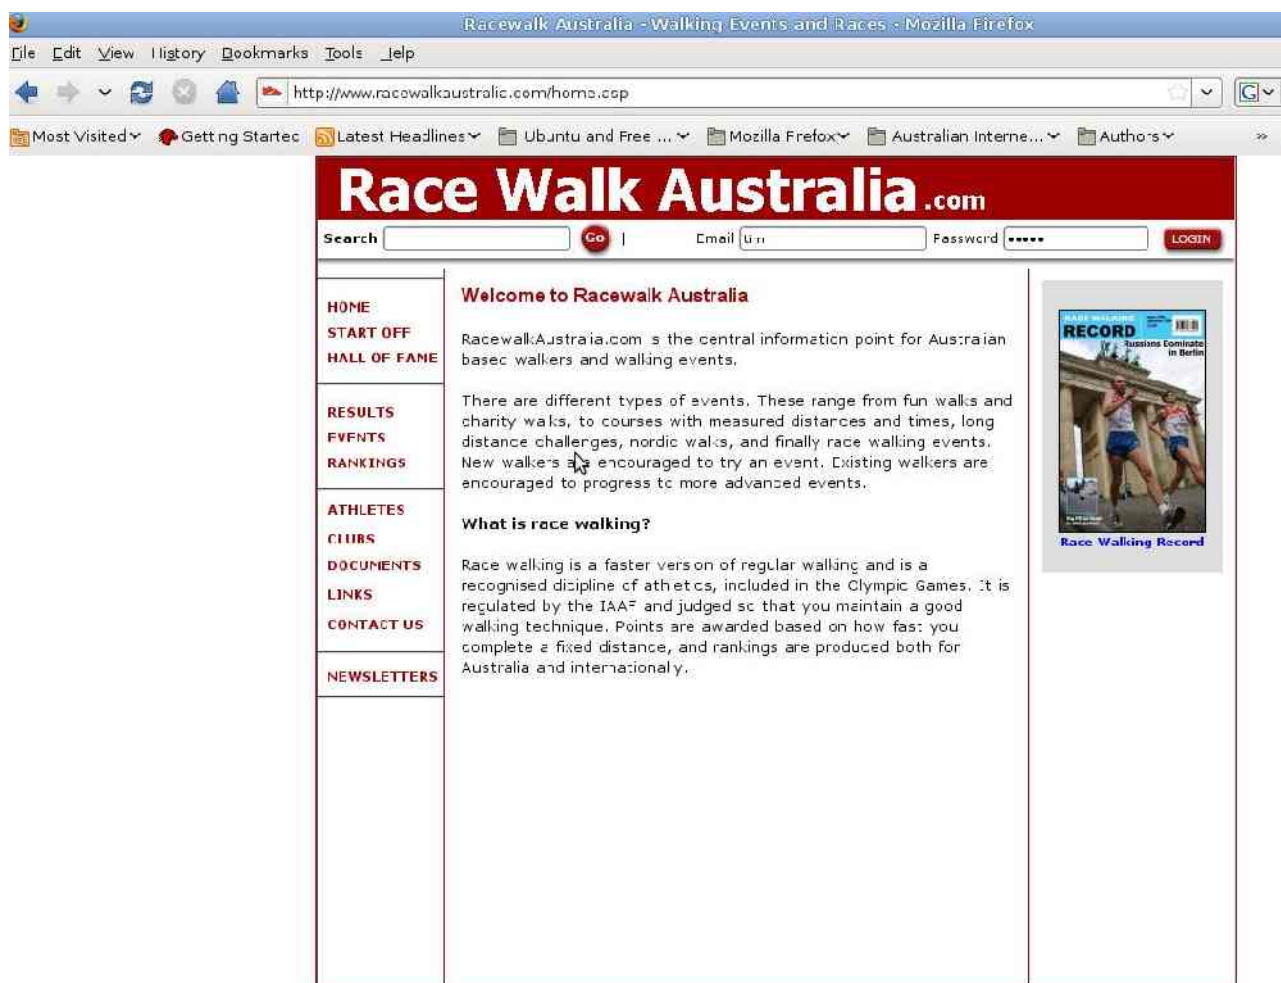 Racewalk Australia - Walking Events and Races - Mozilla Firefox
File Edit View History Bookmarks Tools Help
http://www.racewalkaustralia.com/home.asp
Most Visited Getting Started Latest Headlines Ubuntu and Free ... Mozilla Firefox Australian Interne... Authors »
Race Walk Australia.com
Search Go | Email tim Password ••••• LOGIN
HOME
START OFF
HALL OF FAME
RESULTS
EVENTS
RANKINGS
ATHLETES
CLUBS
DOCUMENTS
LINKS
CONTACT US
NEWSLETTERS
Welcome to Racewalk Australia
RacewalkAustralia.com is the central information point for Australian
based walkers and walking events.
There are different types of events. These range from fun walks and
charity walks, to courses with measured distances and times, long
distance challenges, nordic walks, and finally race walking events.
New walkers are encouraged to try an event. Existing walkers are
encouraged to progress to more advanced events.
What is race walking?
Race walking is a faster version of regular walking and is a
recognised dicipline of athletics, included in the Olympic Games. It is
regulated by the IAAF and judged so that you maintain a good
walking technique. Points are awarded based on how fast you
complete a fixed distance, and rankings are produced both for
Australia and internationally.
RACE WALKING
RECORD
Russians Dominate
in Berlin
Race Walking Record